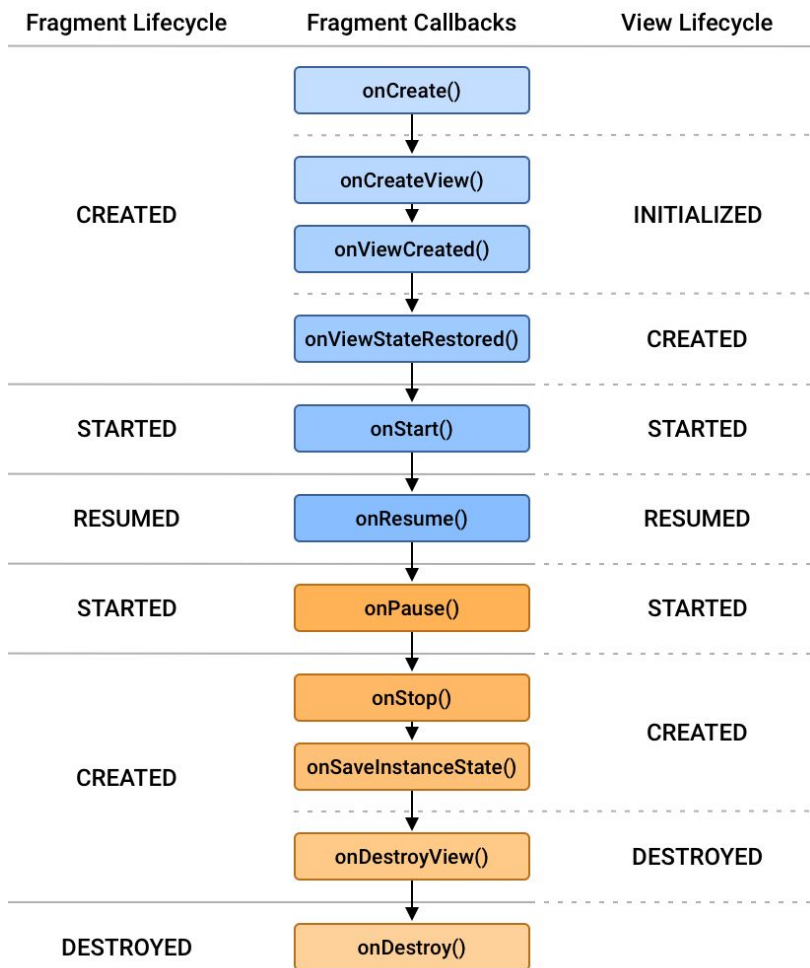 Fragment Lifecycle Fragment Callbacks View Lifecycle
onCreate()
onCreateView()
CREATED INITIALIZED
onViewCreated()
onViewStateRestored() CREATED
STARTED onStart() STARTED
RESUMED onResume() RESUMED
STARTED onPause() STARTED
onStop()
CREATED
onSaveInstanceState()
CREATED
onDestroyView() DESTROYED
DESTROYED onDestroy()